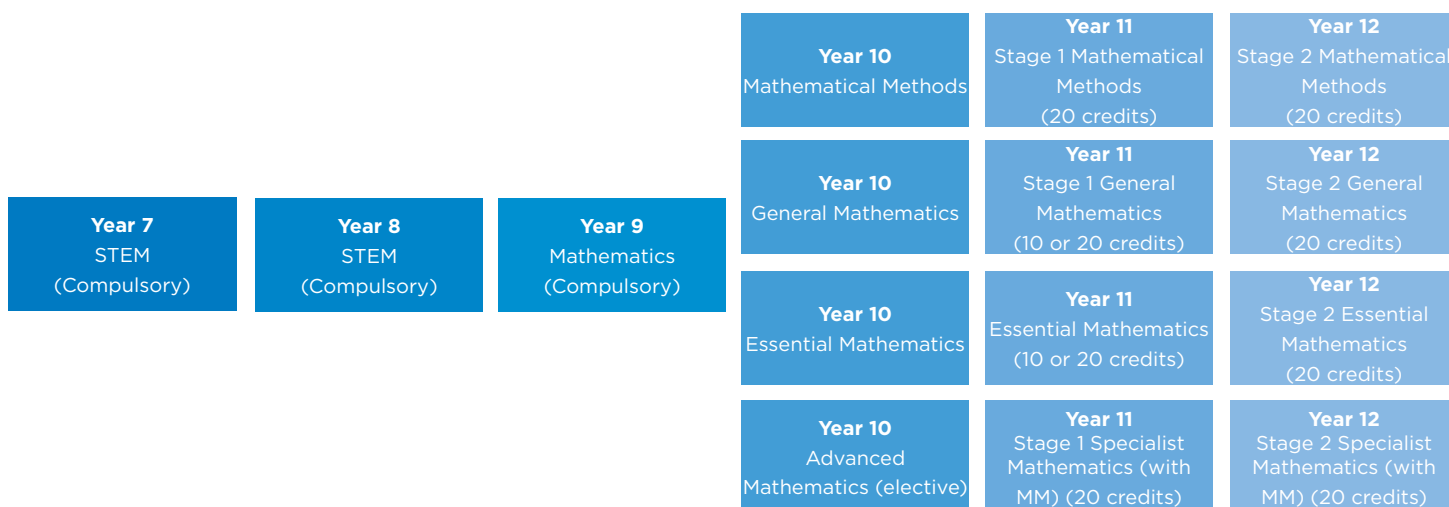 Year 7
STEM
(Compulsory)
Year 8
STEM
(Compulsory)
Year 9
Mathematics
(Compulsory)
Year 10
Mathematical Methods
Year 11
Stage 1 Mathematical
Methods
(20 credits)
Year 12
Stage 2 Mathematical
Methods
(20 credits)
Year 10
General Mathematics
Year 11
Stage 1 General
Mathematics
(10 or 20 credits)
Year 12
Stage 2 General
Mathematics
(20 credits)
Year 10
Essential Mathematics
Year 11
Essential Mathematics
(10 or 20 credits)
Year 12
Stage 2 Essential
Mathematics
(20 credits)
Year 10
Advanced
Mathematics (elective)
Year 11
Stage 1 Specialist
Mathematics (with
MM) (20 credits)
Year 12
Stage 2 Specialist
Mathematics (with
MM) (20 credits)